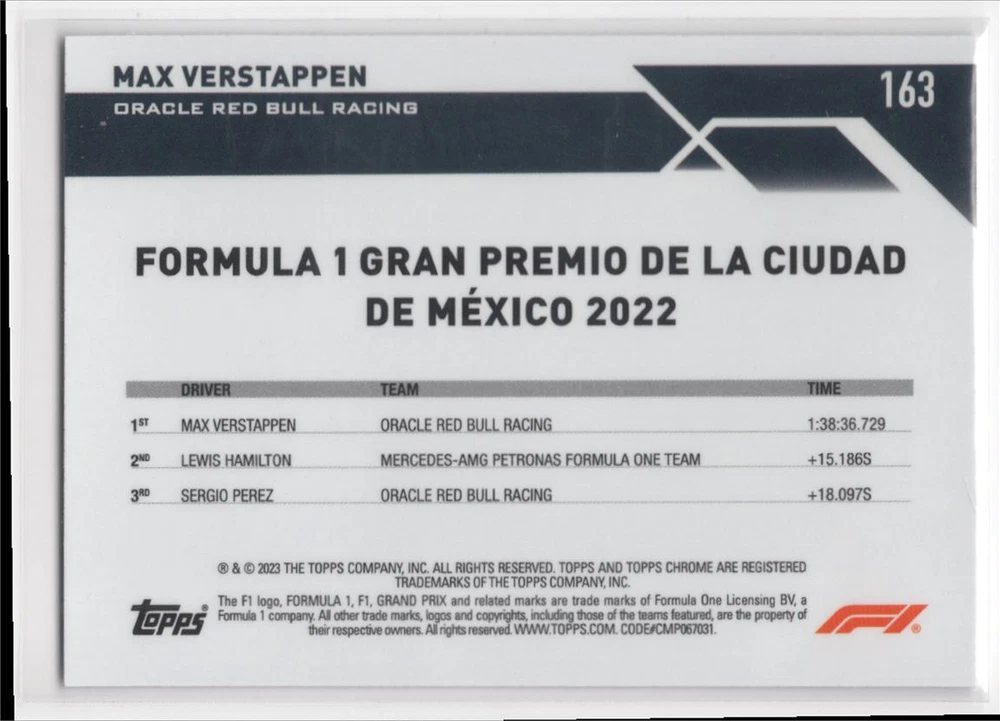 MAX VERSTAPPEN
ORACLE RED BULL RACING
163
FORMULA 1 GRAN PREMIO DE LA CIUDAD
DE MÉXICO 2022
DRIVER TEAM TIME
1ST MAX VERSTAPPEN ORACLE RED BULL RACING 1:38:36.729
2ND LEWIS HAMILTON MERCEDES-AMG PETRONAS FORMULA ONE TEAM +15.186S
3RD SERGIO PEREZ ORACLE RED BULL RACING +18.097S
® & © 2023 THE TOPPS COMPANY, INC. ALL RIGHTS RESERVED. TOPPS AND TOPPS CHROME ARE REGISTERED
TRADEMARKS OF THE TOPPS COMPANY, INC.
The F1 logo, FORMULA 1, F1, GRAND PRIX and related marks are trade marks of Formula One Licensing BV, a
Formula 1 company. All other trade marks, logos and copyrights, including those of the teams featured, are the property of
their respective owners. All rights reserved. WWW.TOPPS.COM. CODE#CMP067031.
Topps®
F1®